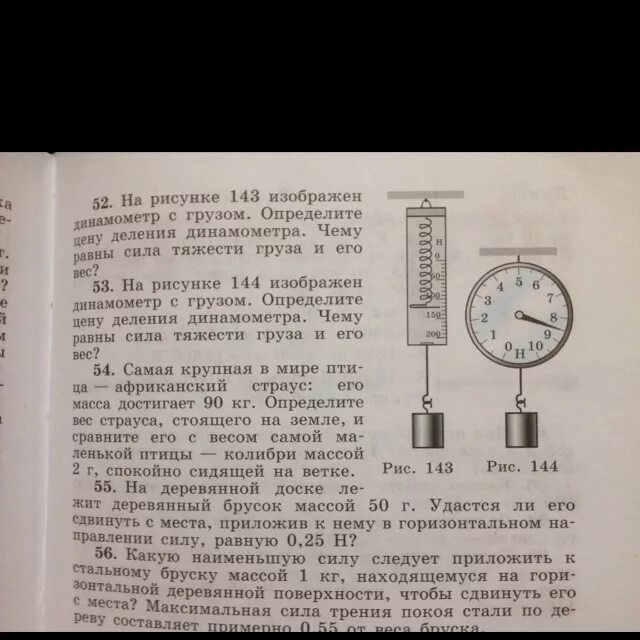 52. На рисунке 143 изображен
динамометр с грузом. Определите
цену деления динамометра. Чему
равны сила тяжести груза и его
вес?
53. На рисунке 144 изображен
динамометр с грузом. Определите
цену деления динамометра. Чему
равны сила тяжести груза и его
вес?
54. Самая крупная в мире пти-
ца — африканский страус: его
масса достигает 90 кг. Определите
вес страуса, стоящего на земле, и
сравните его с весом самой ма-
ленькой птицы — колибри массой
2 г, спокойно сидящей на ветке.
Н
0
50
100
150
200
Рис. 143
0 1 2 3 4 5 6 7 8 9 10
Н
Рис. 144
55. На деревянной доске ле-
жит деревянный брусок массой 50 г. Удастся ли его
сдвинуть с места, приложив к нему в горизонтальном на-
правлении силу, равную 0,25 Н?
56. Какую наименьшую силу следует приложить к
стальному бруску массой 1 кг, находящемуся на гори-
зонтальной деревянной поверхности, чтобы сдвинуть его
с места? Максимальная сила трения покоя стали по де-
реву составляет примерно 0,55 от веса бруска.